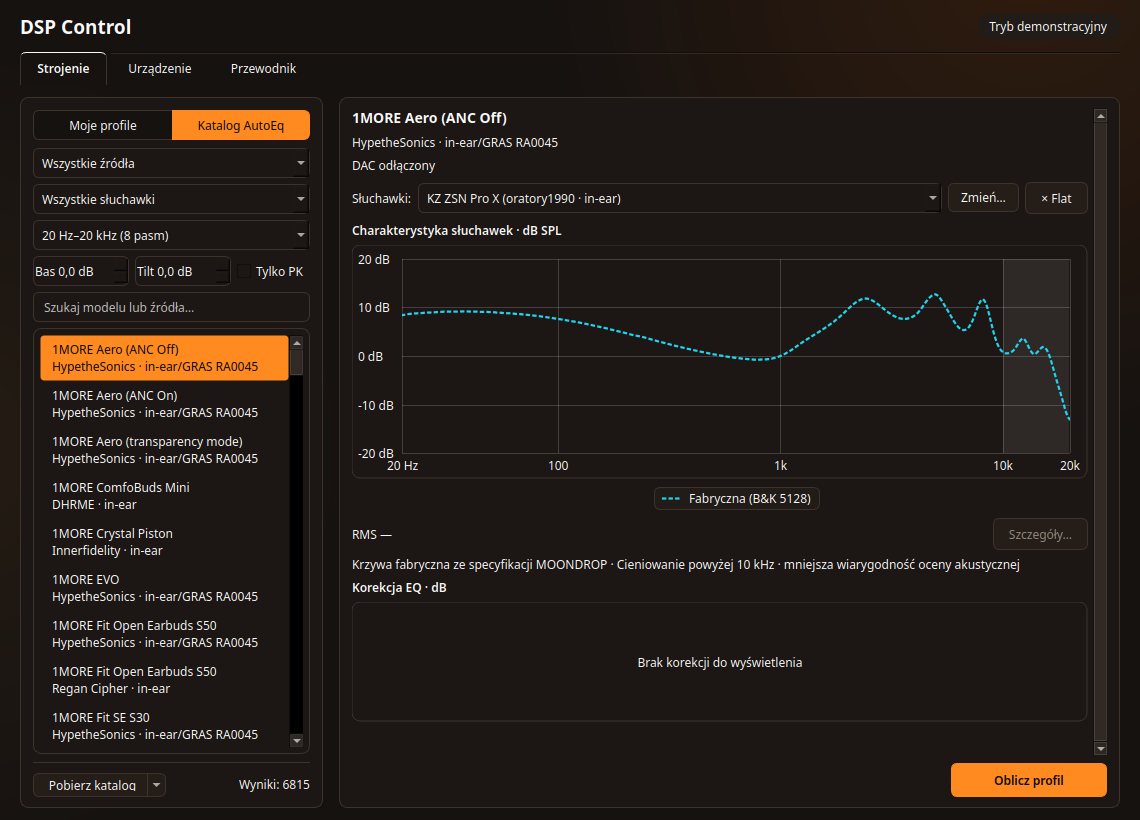 DSP Control
Tryb demonstracyjny
Strojenie
Urządzenie
Przewodnik
Moje profile
Katalog AutoEq
Wszystkie źródła
Wszystkie słuchawki
20 Hz–20 kHz (8 pasm)
Bas 0,0 dB
Tilt 0,0 dB
Tylko PK
Szukaj modelu lub źródła...
1MORE Aero (ANC Off)
HypetheSonics · in-ear/GRAS RA0045
1MORE Aero (ANC On)
HypetheSonics · in-ear/GRAS RA0045
1MORE Aero (transparency mode)
HypetheSonics · in-ear/GRAS RA0045
1MORE ComfoBuds Mini
DHRME · in-ear
1MORE Crystal Piston
Innerfidelity · in-ear
1MORE EVO
HypetheSonics · in-ear/GRAS RA0045
1MORE Fit Open Earbuds S50
HypetheSonics · in-ear/GRAS RA0045
1MORE Fit Open Earbuds S50
Regan Cipher · in-ear
1MORE Fit SE S30
HypetheSonics · in-ear/GRAS RA0045
Pobierz katalog
Wyniki: 6815
1MORE Aero (ANC Off)
HypetheSonics · in-ear/GRAS RA0045
DAC odłączony
Słuchawki:
KZ ZSN Pro X (oratory1990 · in-ear)
Zmień...
× Flat
Charakterystyka słuchawek · dB SPL
20 dB
10 dB
0 dB
-10 dB
-20 dB
20 Hz
100
1k
10k
20k
Fabryczna (B&K 5128)
RMS —
Szczegóły...
Krzywa fabryczna ze specyfikacji MOONDROP · Cieniowanie powyżej 10 kHz · mniejsza wiarygodność oceny akustycznej
Korekcja EQ · dB
Brak korekcji do wyświetlenia
Oblicz profil